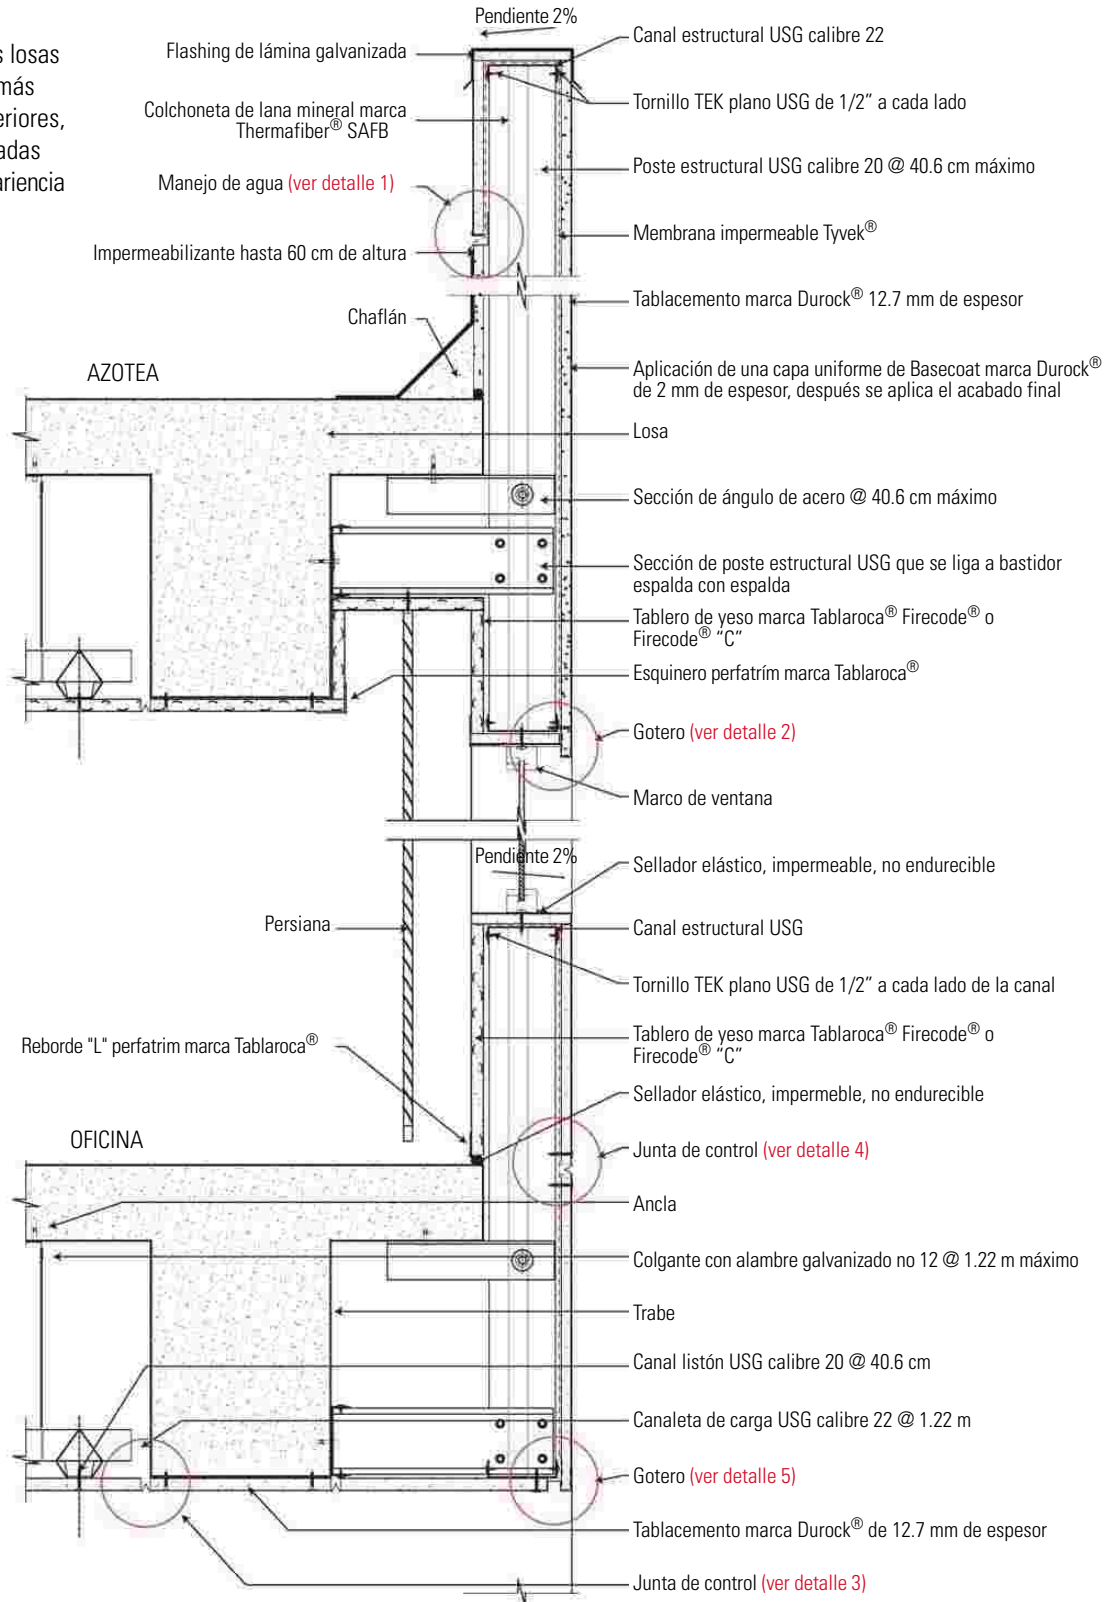 s losas
más
eriores,
adas
ariencia
Pendiente 2%
Flashing de lámina galvanizada
Colchoneta de lana mineral marca
Thermafiber® SAFB
Manejo de agua (ver detalle 1)
Impermeabilizante hasta 60 cm de altura
Chaflán
AZOTEA
Canal estructural USG calibre 22
Tornillo TEK plano USG de 1/2” a cada lado
Poste estructural USG calibre 20 @ 40.6 cm máximo
Membrana impermeable Tyvek®
Tablacemento marca Durock® 12.7 mm de espesor
Aplicación de una capa uniforme de Basecoat marca Durock®
de 2 mm de espesor, después se aplica el acabado final
Losa
Sección de ángulo de acero @ 40.6 cm máximo
Sección de poste estructural USG que se liga a bastidor
espalda con espalda
Tablero de yeso marca Tablaroca® Firecode® o
Firecode® “C”
Esquinero perfatrím marca Tablaroca®
Gotero (ver detalle 2)
Marco de ventana
Pendiente 2%
Sellador elástico, impermeable, no endurecible
Persiana
Canal estructural USG
Tornillo TEK plano USG de 1/2” a cada lado de la canal
Reborde "L" perfatrim marca Tablaroca®
Tablero de yeso marca Tablaroca® Firecode® o
Firecode® “C”
Sellador elástico, impermeble, no endurecible
OFICINA
Junta de control (ver detalle 4)
Ancla
Colgante con alambre galvanizado no 12 @ 1.22 m máximo
Trabe
Canal listón USG calibre 20 @ 40.6 cm
Canaleta de carga USG calibre 22 @ 1.22 m
Gotero (ver detalle 5)
Tablacemento marca Durock® de 12.7 mm de espesor
Junta de control (ver detalle 3)